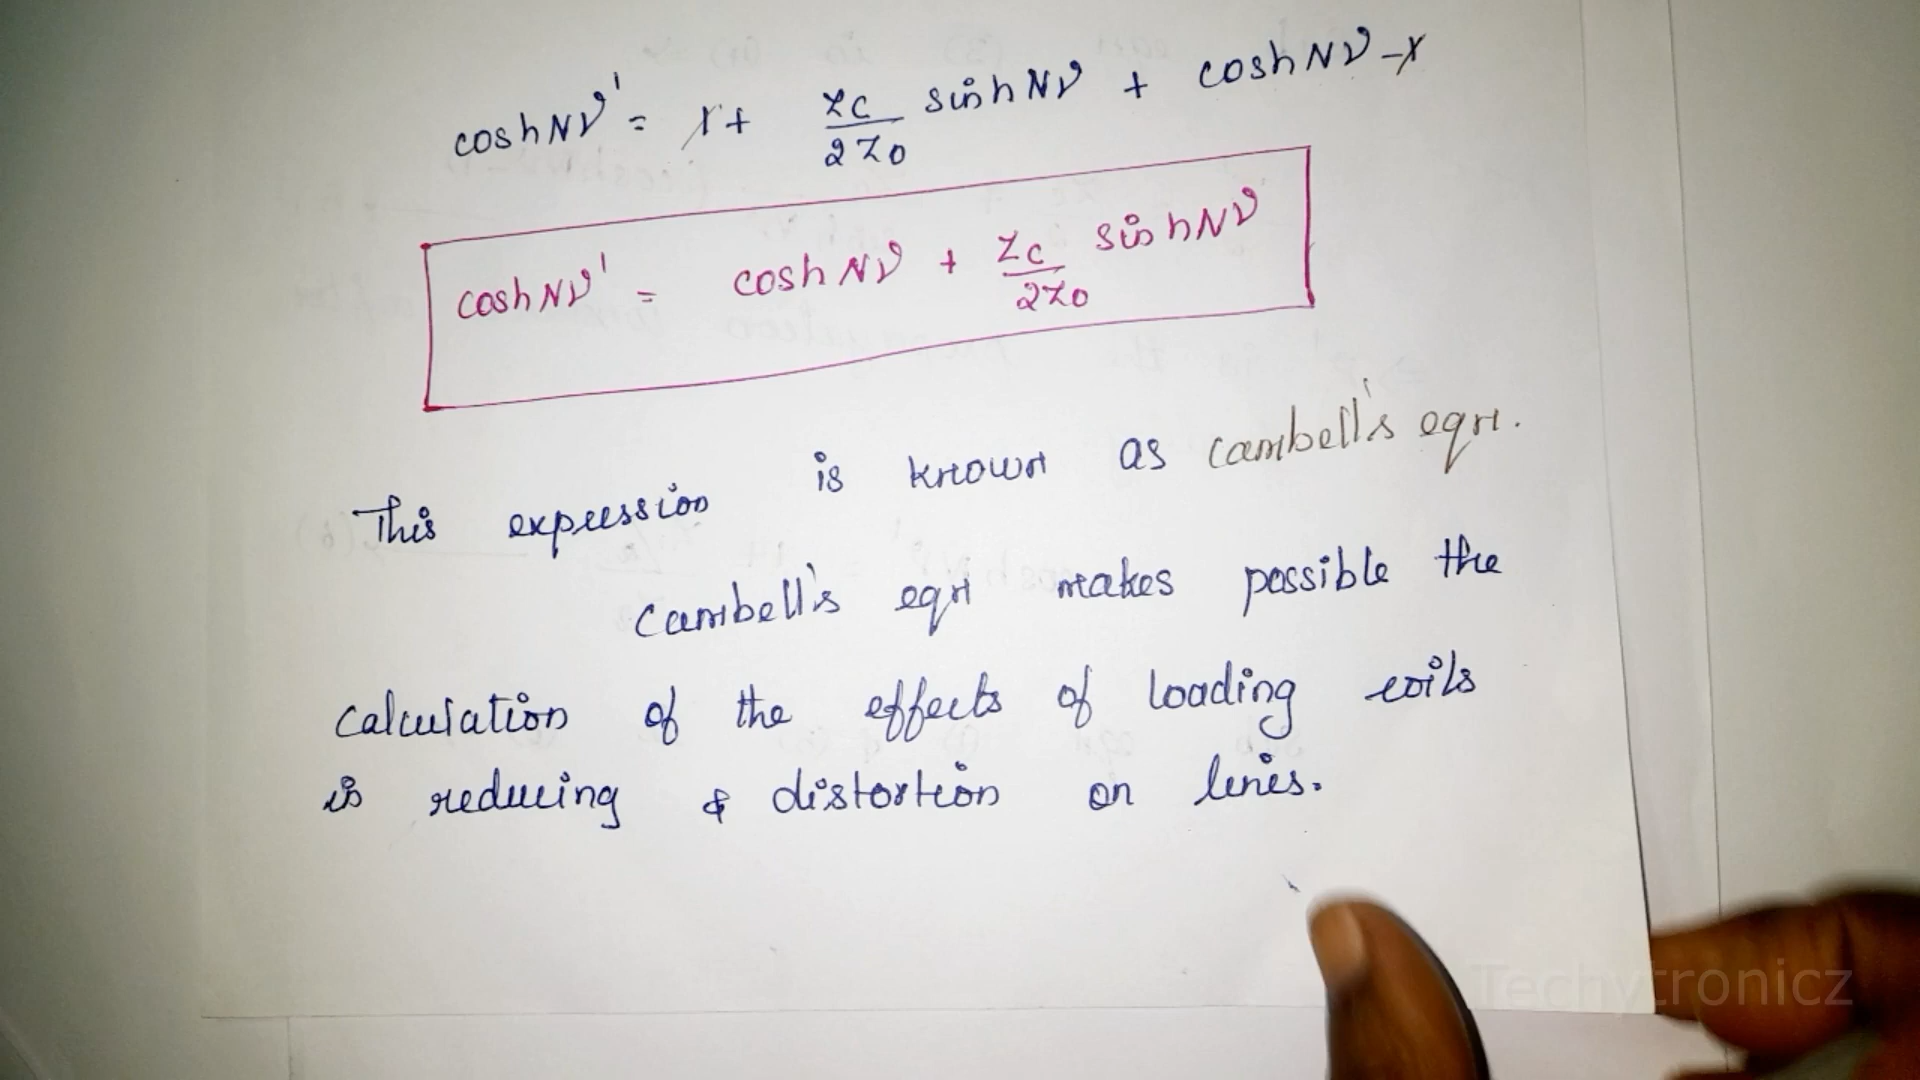 coshNγ' = 1 + Zc/2Z0 sinhNγ + coshNγ - 1
coshNγ' = coshNγ + Zc/2Z0 sinhNγ
This expression is known as Cambell's eqn.
Cambell's eqn makes possible the
calculation of the effects of loading coils
in reducing & distortion on lines.
Techytronicz